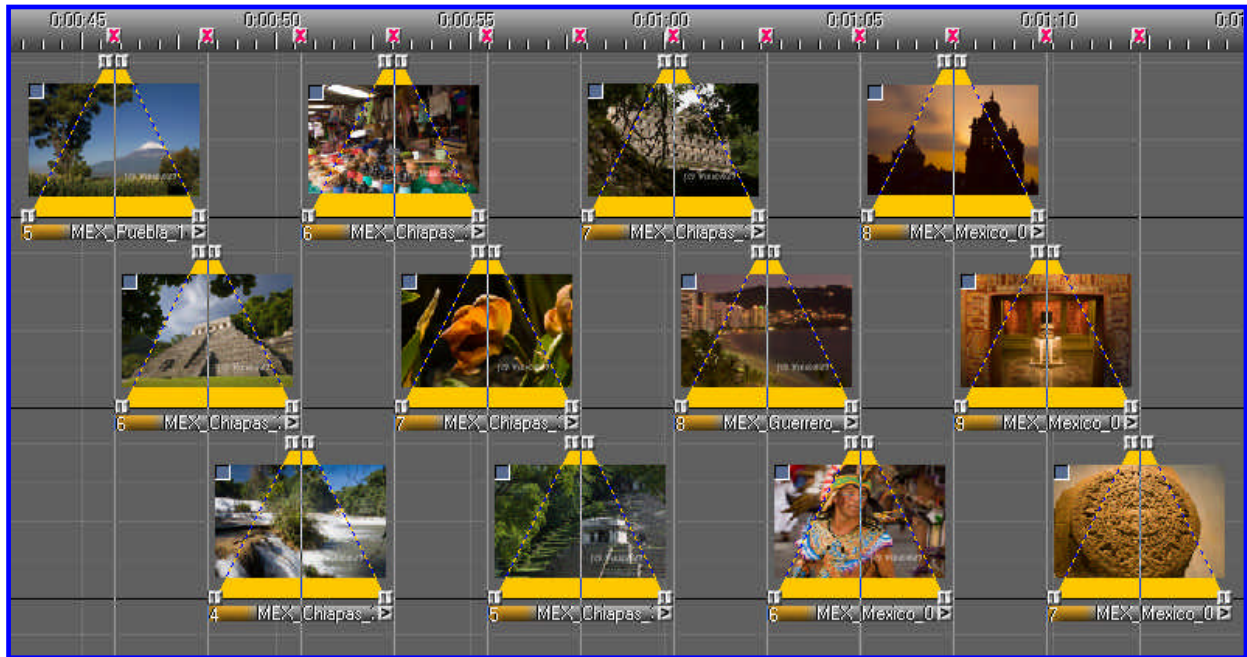 0:00:45 0:00:50 0:00:55 0:01:00 0:01:05 0:01:10
5 MEX_Puebla_1 6 MEX_Chiapas_ 7 MEX_Chiapas_ 8 MEX_Mexico_0
6 MEX_Chiapas_ 7 MEX_Chiapas_ 8 MEX_Guerrero_ 9 MEX_Mexico_0
4 MEX_Chiapas_ 5 MEX_Chiapas_ 6 MEX_Mexico_0 7 MEX_Mexico_0